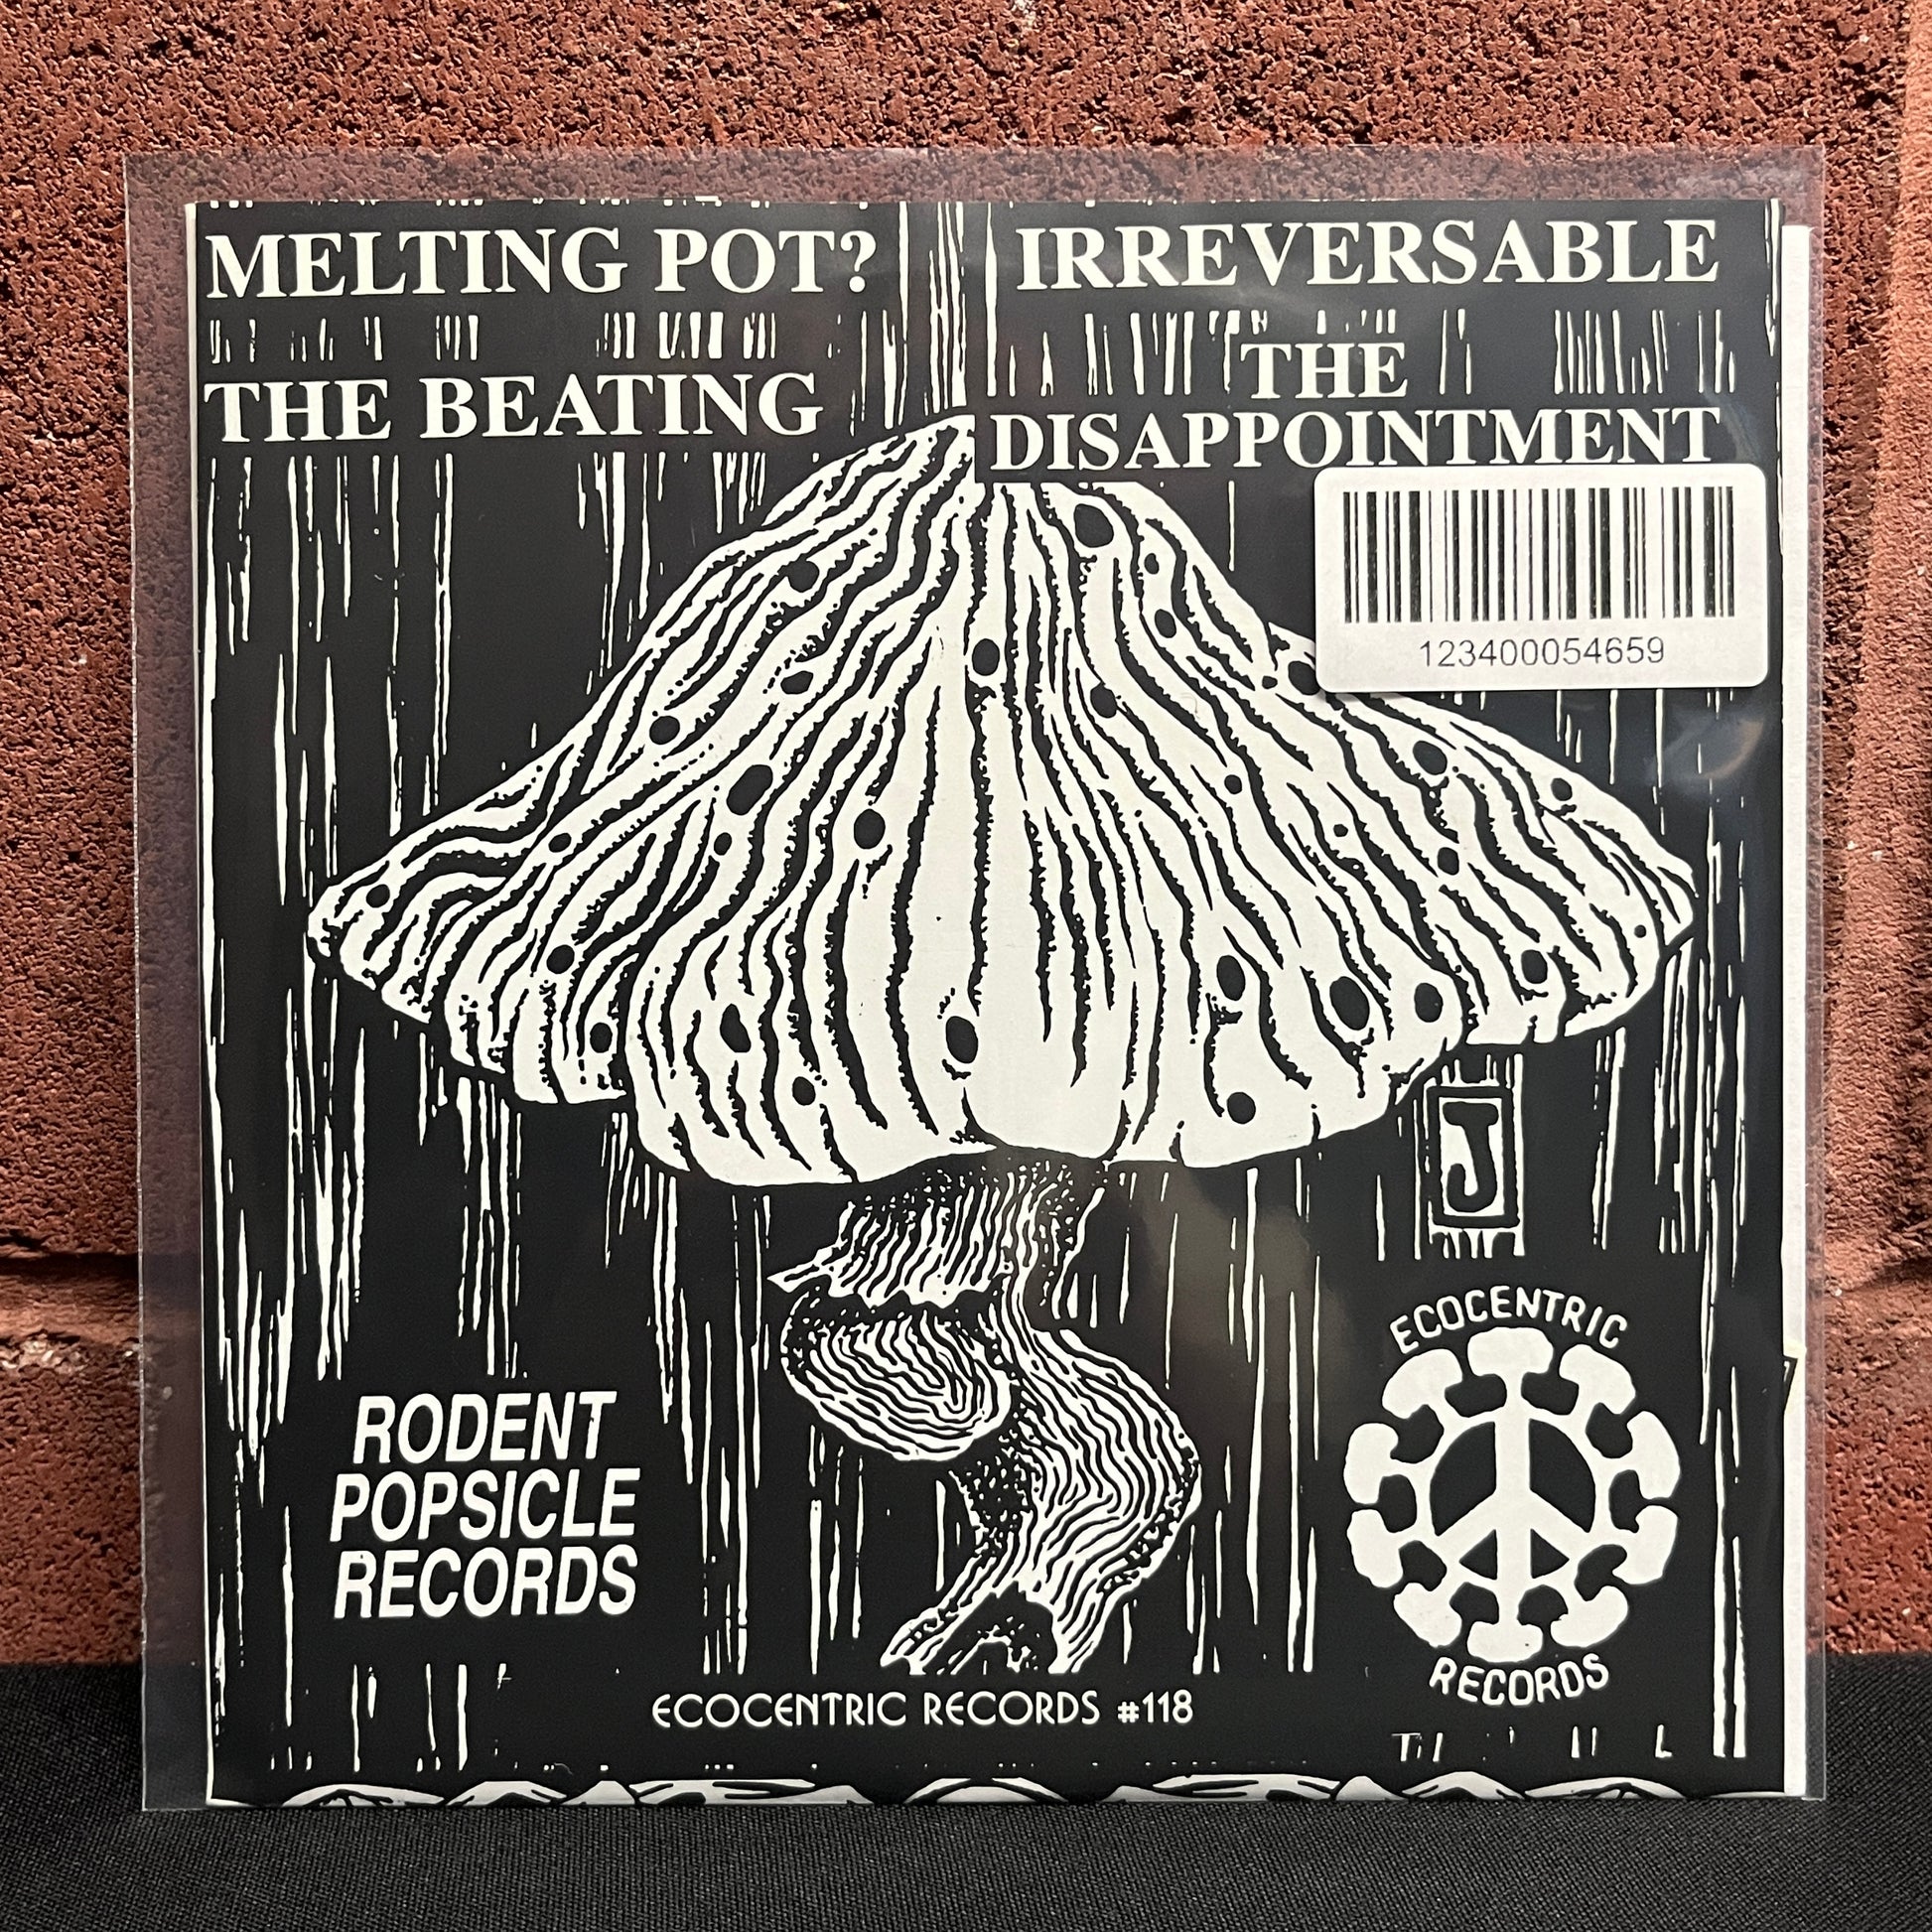 MELTING POT?
THE BEATING
IRREVERSABLE
THE
DISAPPOINTMENT
123400054659
J
RODENT
POPSICLE
RECORDS
ECOCENTRIC
RECORDS
ECOCENTRIC RECORDS #118